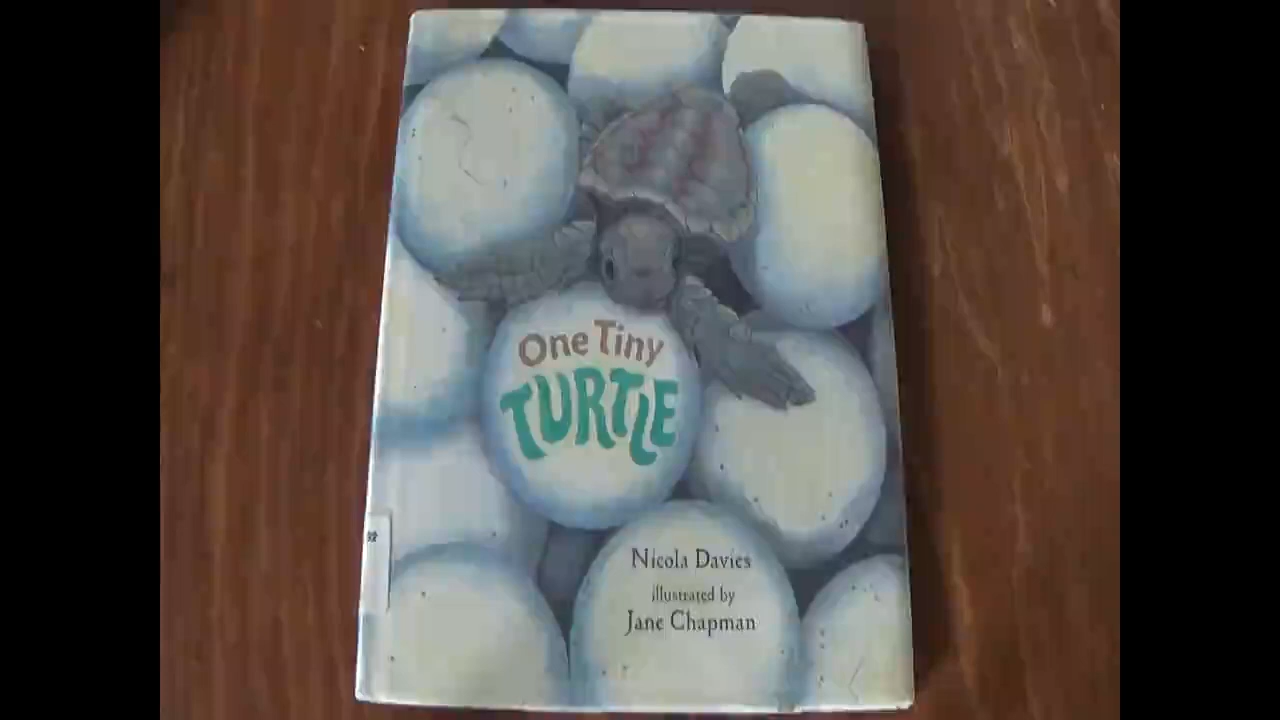 One Tiny
TURTLE
Nicola Davies
illustrated by
Jane Chapman